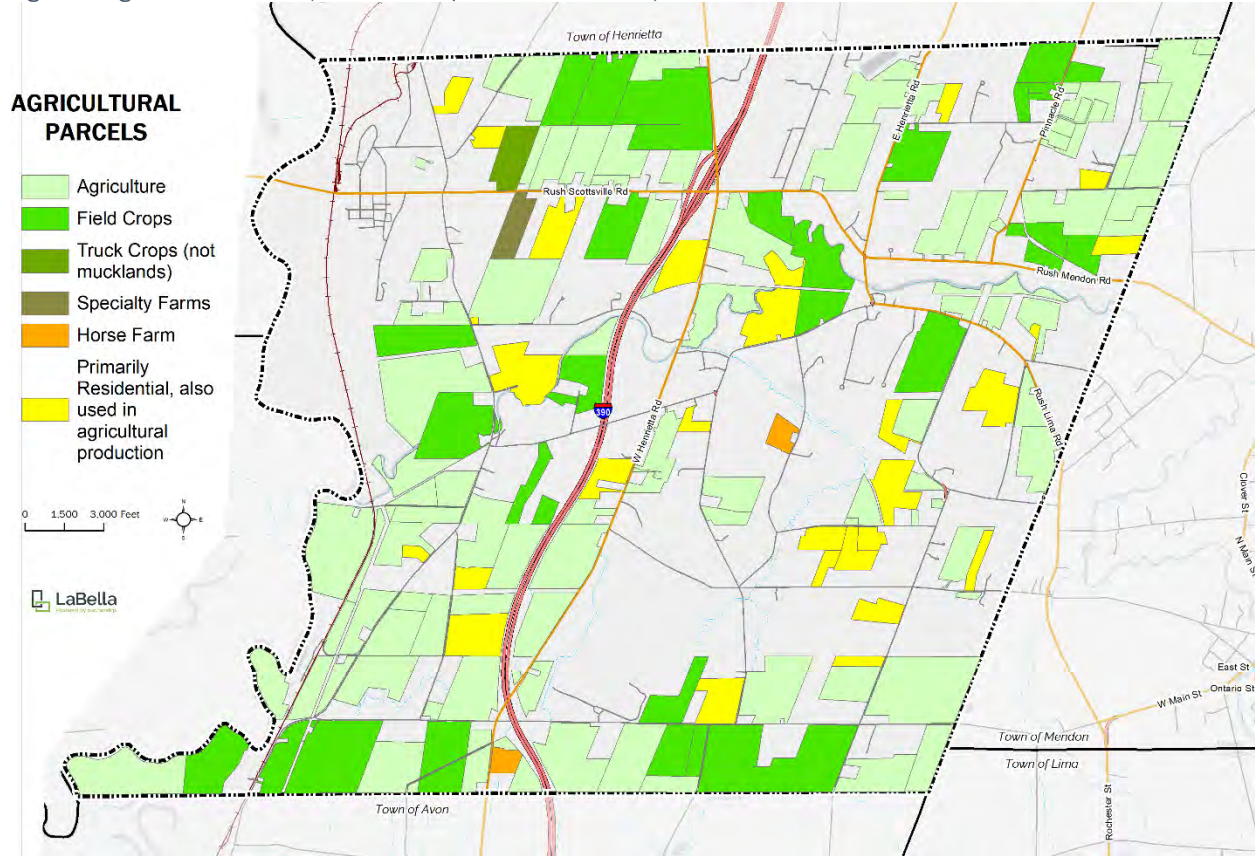 Town of Henrietta
AGRICULTURAL
PARCELS
Agriculture
Field Crops
Truck Crops (not
mucklands)
Specialty Farms
Horse Farm
Primarily
Residential, also
used in
agricultural
production
0 1,500 3,000 Feet
N
W E
S
LaBella
Powered by partnership.
E Henrietta Rd
Pinnacle Rd
Rush Scottsville Rd
Rush Mendon Rd
390
W Henrietta Rd
Rush Lima Rd
Clover St
N Main St
East St
W Main St
Ontario St
Town of Mendon
Town of Lima
Town of Avon
Rochester St